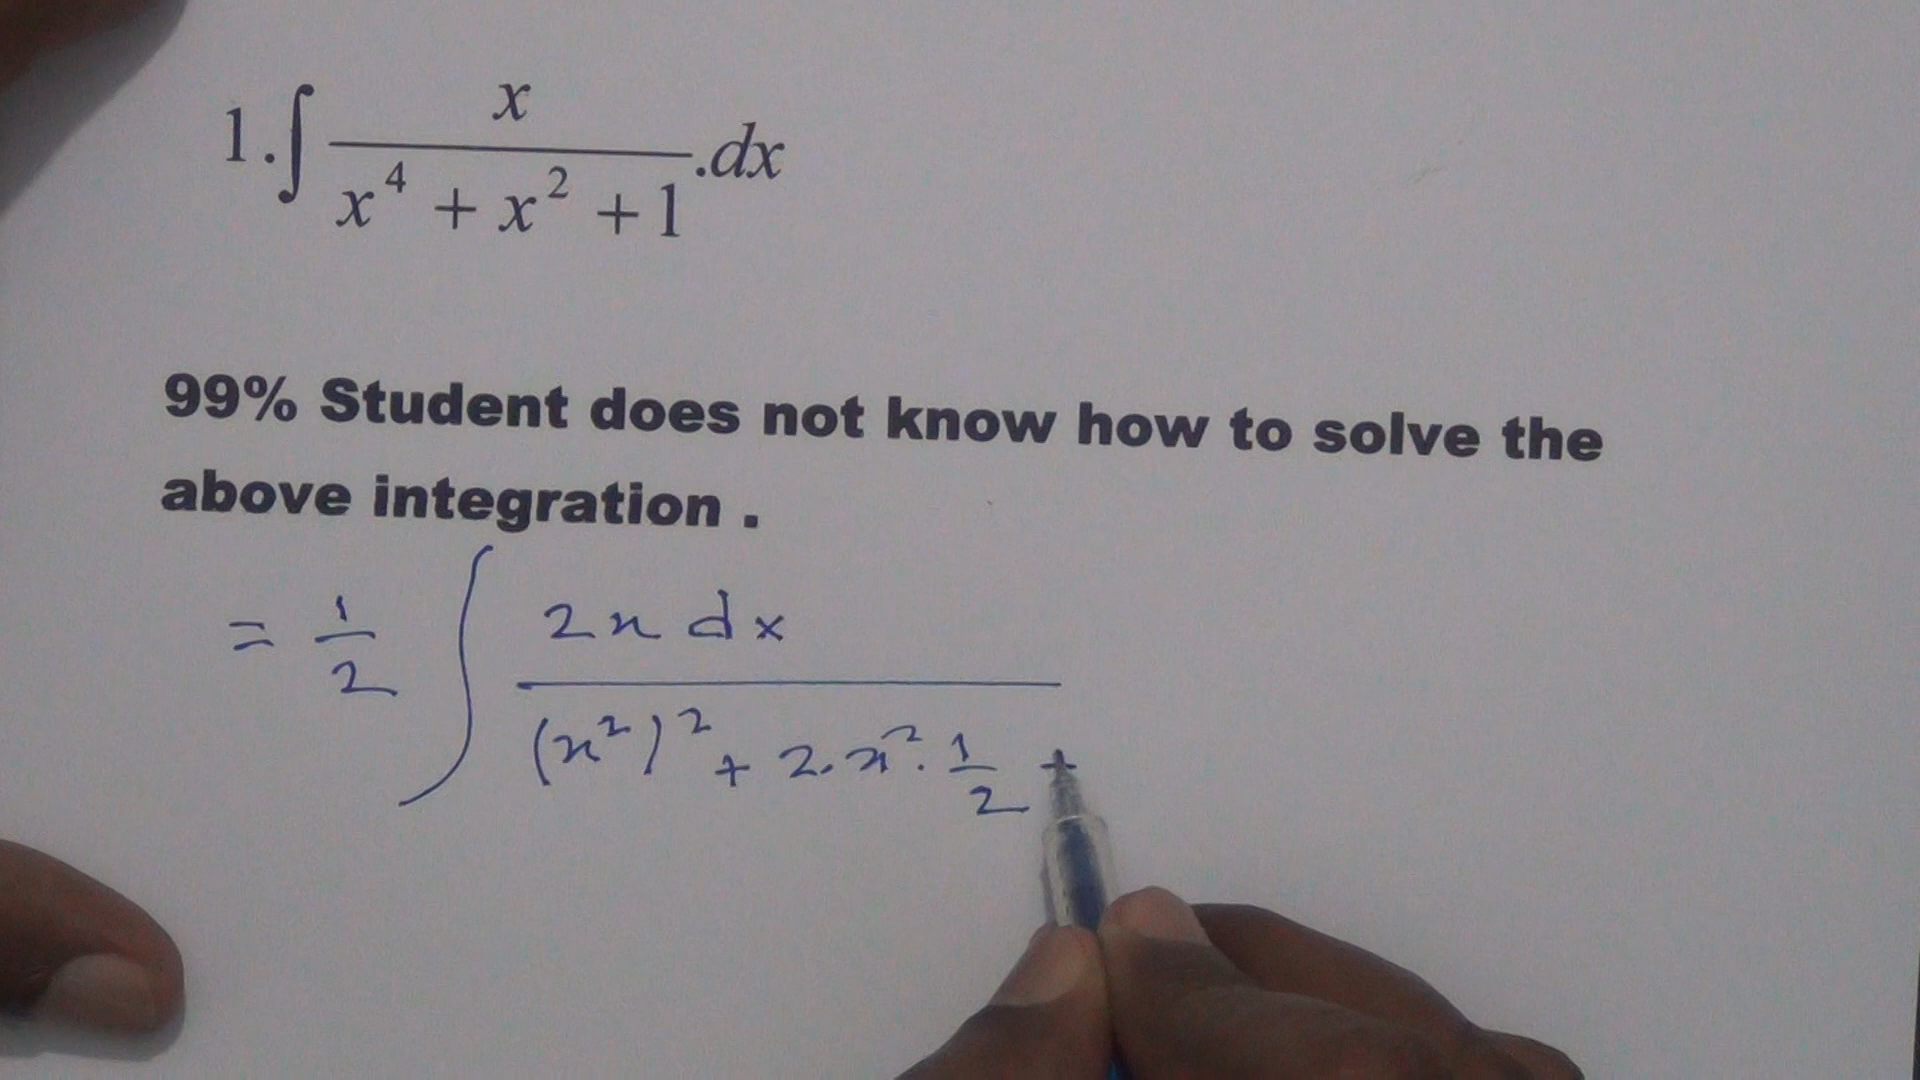 1. ∫ x / (x⁴ + x² + 1) .dx
99% Student does not know how to solve the
above integration .
= 1/2 ∫ 2x dx / ((x²)² + 2.x². 1/2 +